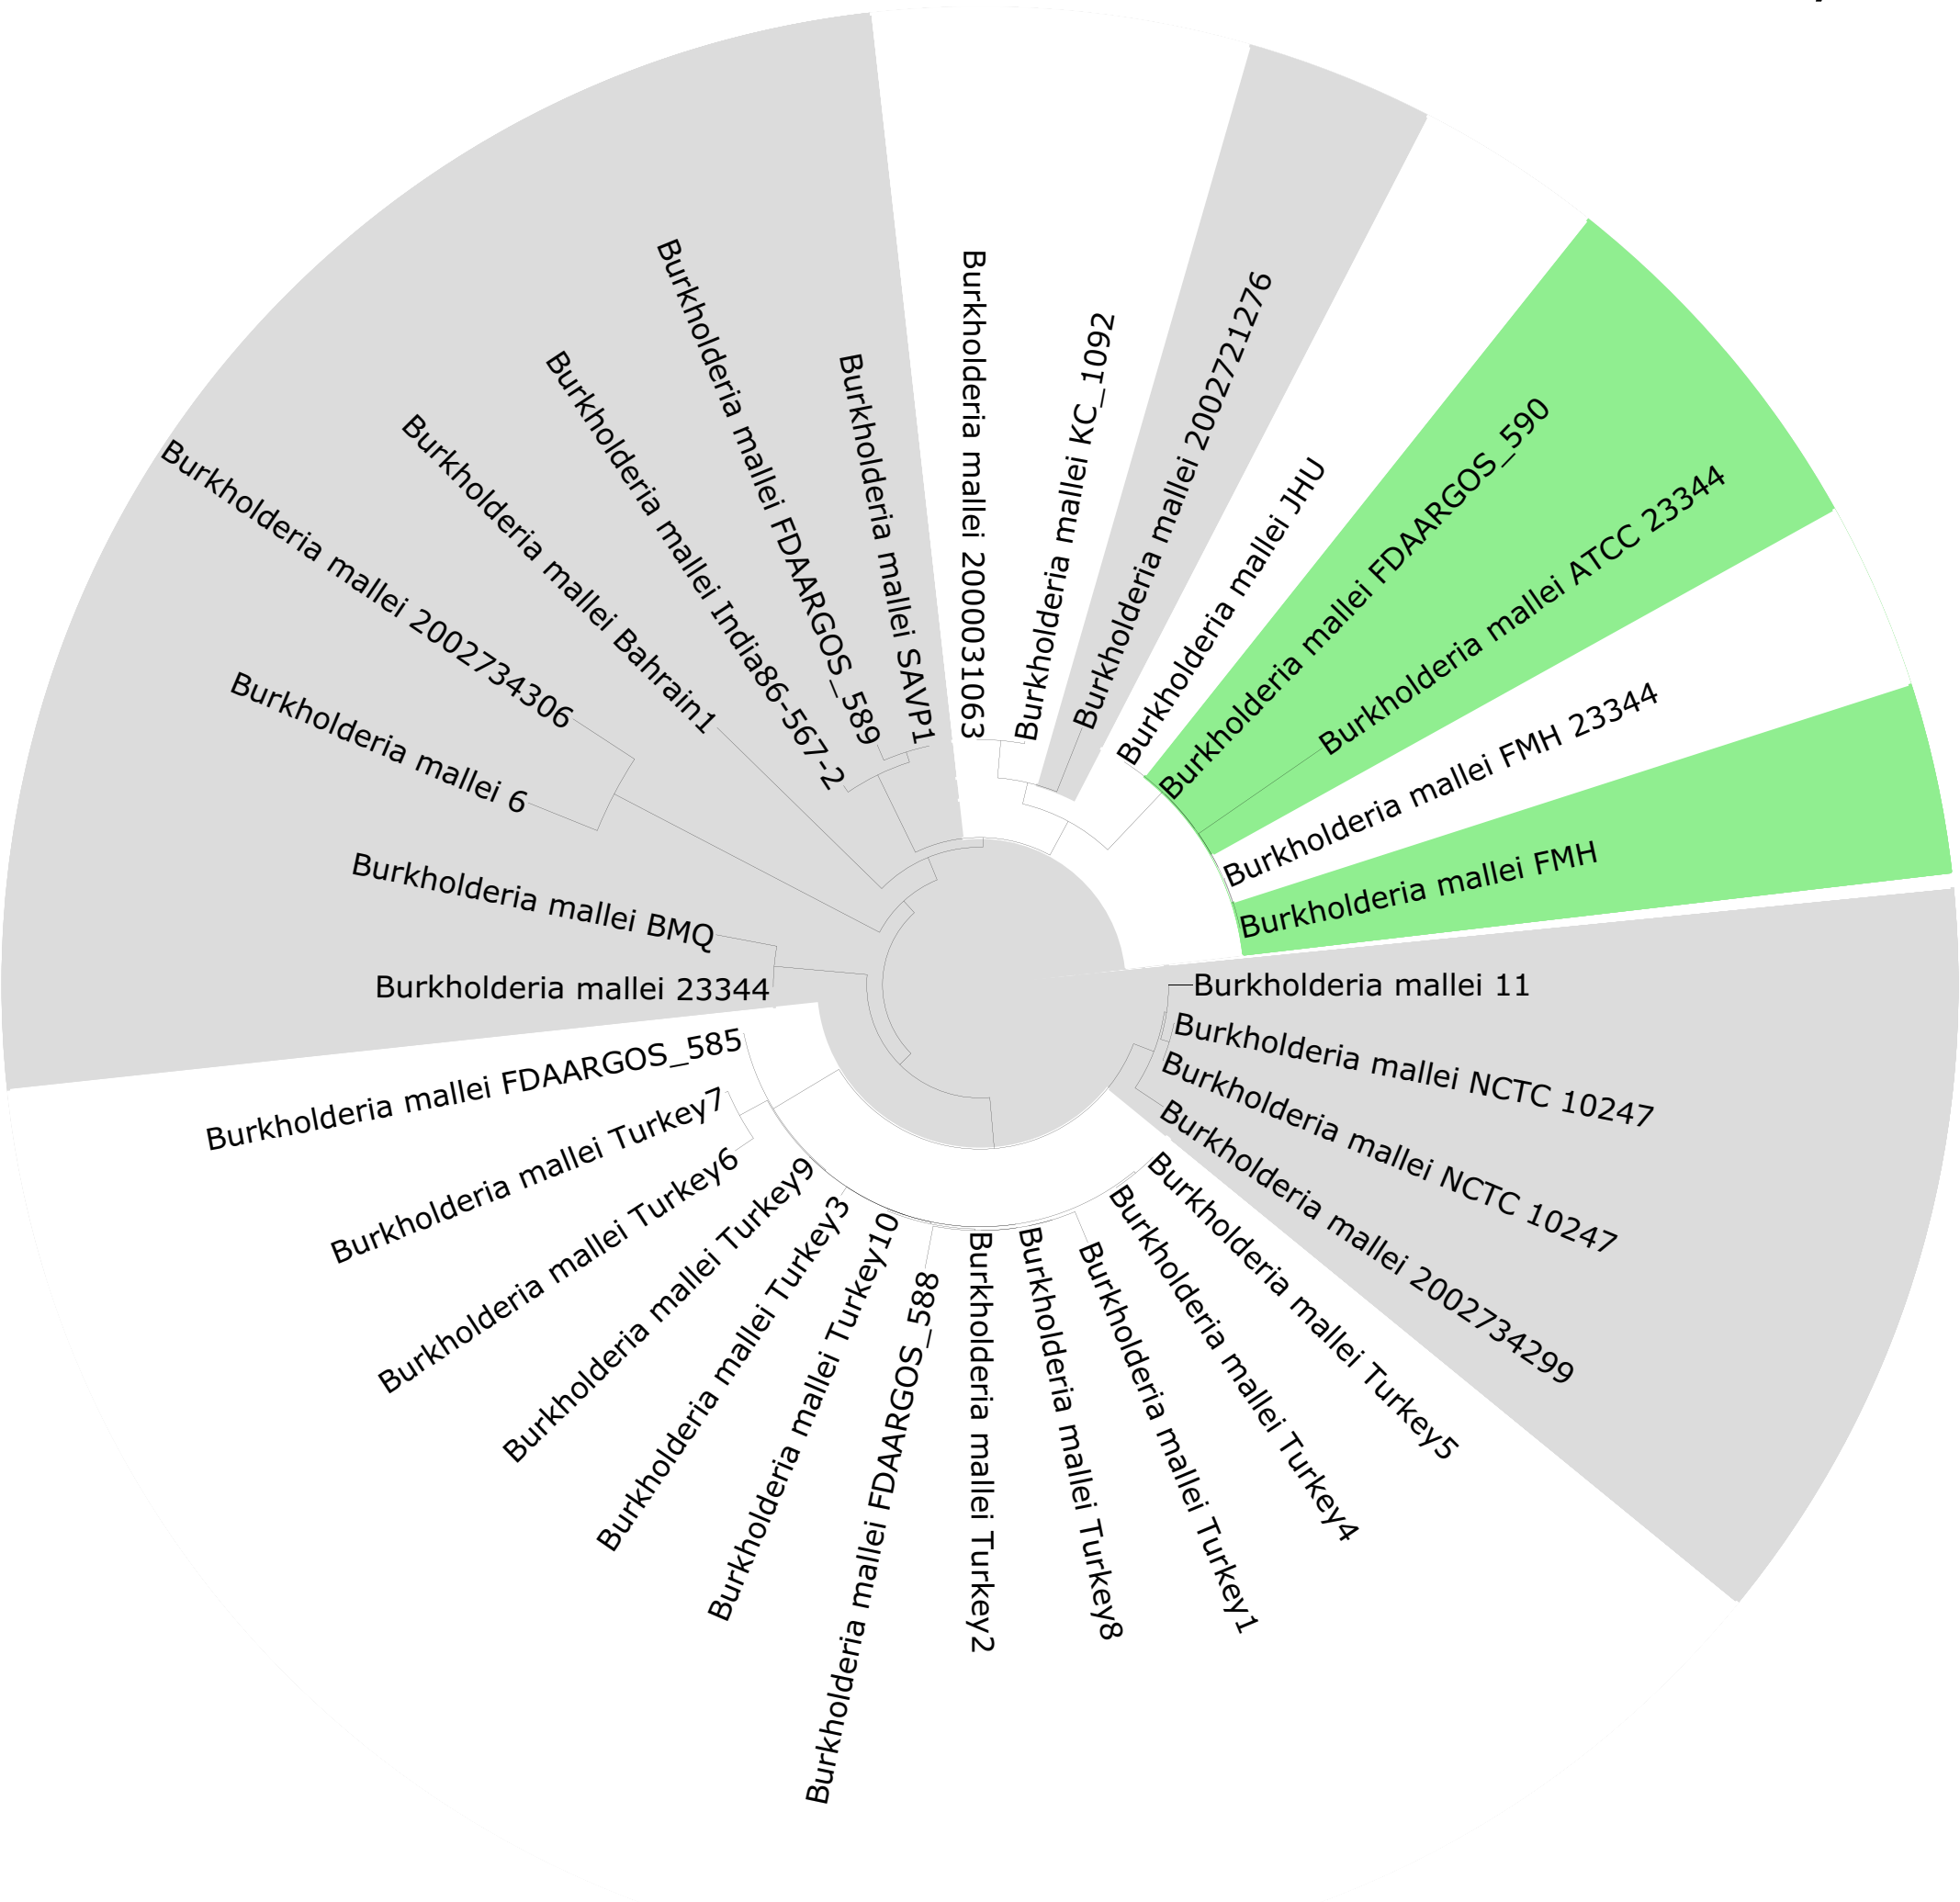 Burkholderia mallei 2000031063
Burkholderia mallei KC_1092
Burkholderia mallei 2002721276
Burkholderia mallei JHU
Burkholderia mallei FDAARGOS_590
Burkholderia mallei ATCC 23344
Burkholderia mallei FMH 23344
Burkholderia mallei FMH
Burkholderia mallei 11
Burkholderia mallei NCTC 10247
Burkholderia mallei NCTC 10247
Burkholderia mallei 2002734299
Burkholderia mallei Turkey5
Burkholderia mallei Turkey4
Burkholderia mallei Turkey1
Burkholderia mallei Turkey8
Burkholderia mallei Turkey2
Burkholderia mallei FDAARGOS_588
Burkholderia mallei Turkey10
Burkholderia mallei Turkey3
Burkholderia mallei Turkey9
Burkholderia mallei Turkey6
Burkholderia mallei Turkey7
Burkholderia mallei FDAARGOS_585
Burkholderia mallei 23344
Burkholderia mallei BMQ
Burkholderia mallei 6
Burkholderia mallei 2002734306
Burkholderia mallei Bahrain1
Burkholderia mallei India86-567-2
Burkholderia mallei FDAARGOS_589
Burkholderia mallei SAVP1